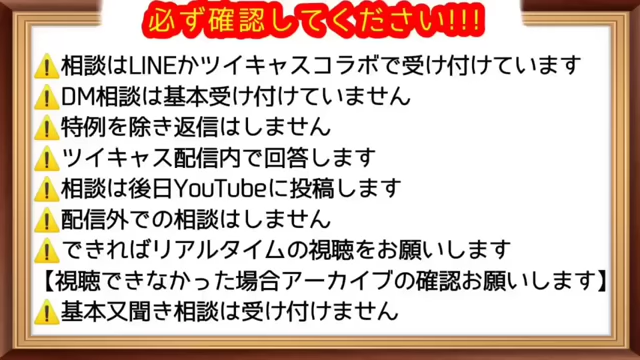 必ず確認してください!!!
⚠️相談はLINEかツイキャスコラボで受け付けています
⚠️DM相談は基本受け付けていません
⚠️特例を除き返信はしません
⚠️ツイキャス配信内で回答します
⚠️相談は後日YouTubeに投稿します
⚠️配信外での相談はしません
⚠️できればリアルタイムの視聴をお願いします
【視聴できなかった場合アーカイブの確認お願いします】
⚠️基本又聞き相談は受け付けません